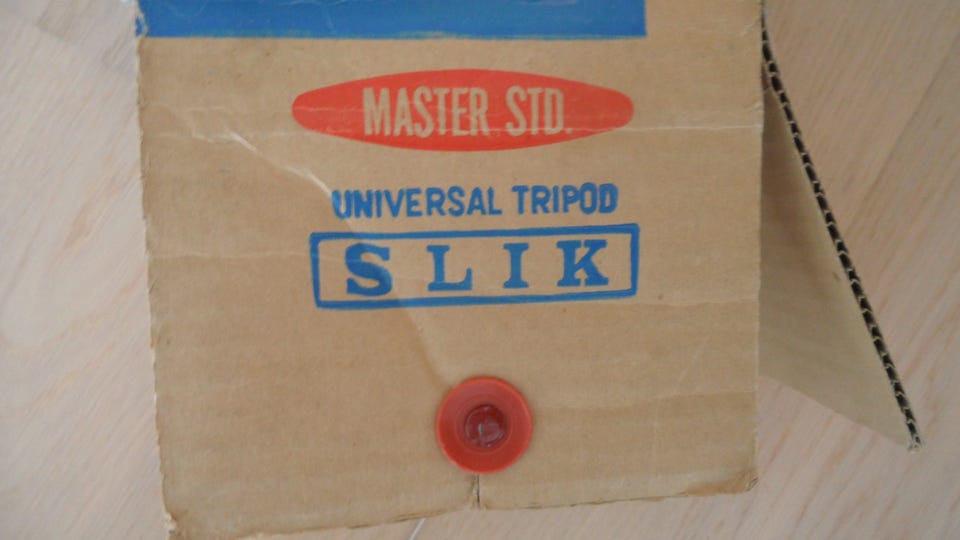 MASTER STD.
UNIVERSAL TRIPOD
SLIK